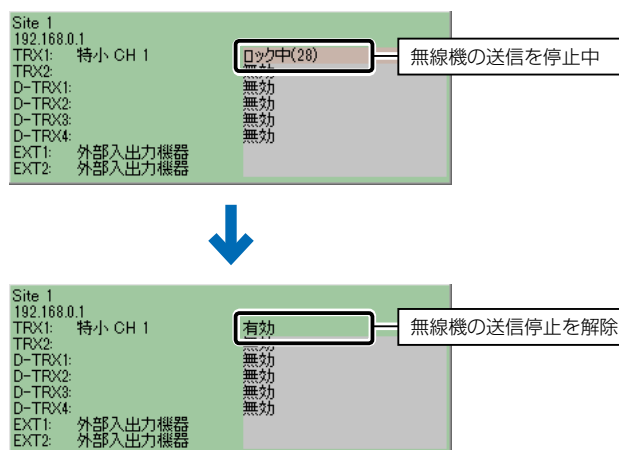 Site 1
192.168.0.1
TRX1: 特小 CH 1 ロック中(28) 無線機の送信を停止中
TRX2: 無効
D-TRX1: 無効
D-TRX2: 無効
D-TRX3: 無効
D-TRX4: 無効
EXT1: 外部入出力機器
EXT2: 外部入出力機器
Site 1
192.168.0.1
TRX1: 特小 CH 1 有効 無線機の送信停止を解除
TRX2: 無効
D-TRX1: 無効
D-TRX2: 無効
D-TRX3: 無効
D-TRX4: 無効
EXT1: 外部入出力機器
EXT2: 外部入出力機器